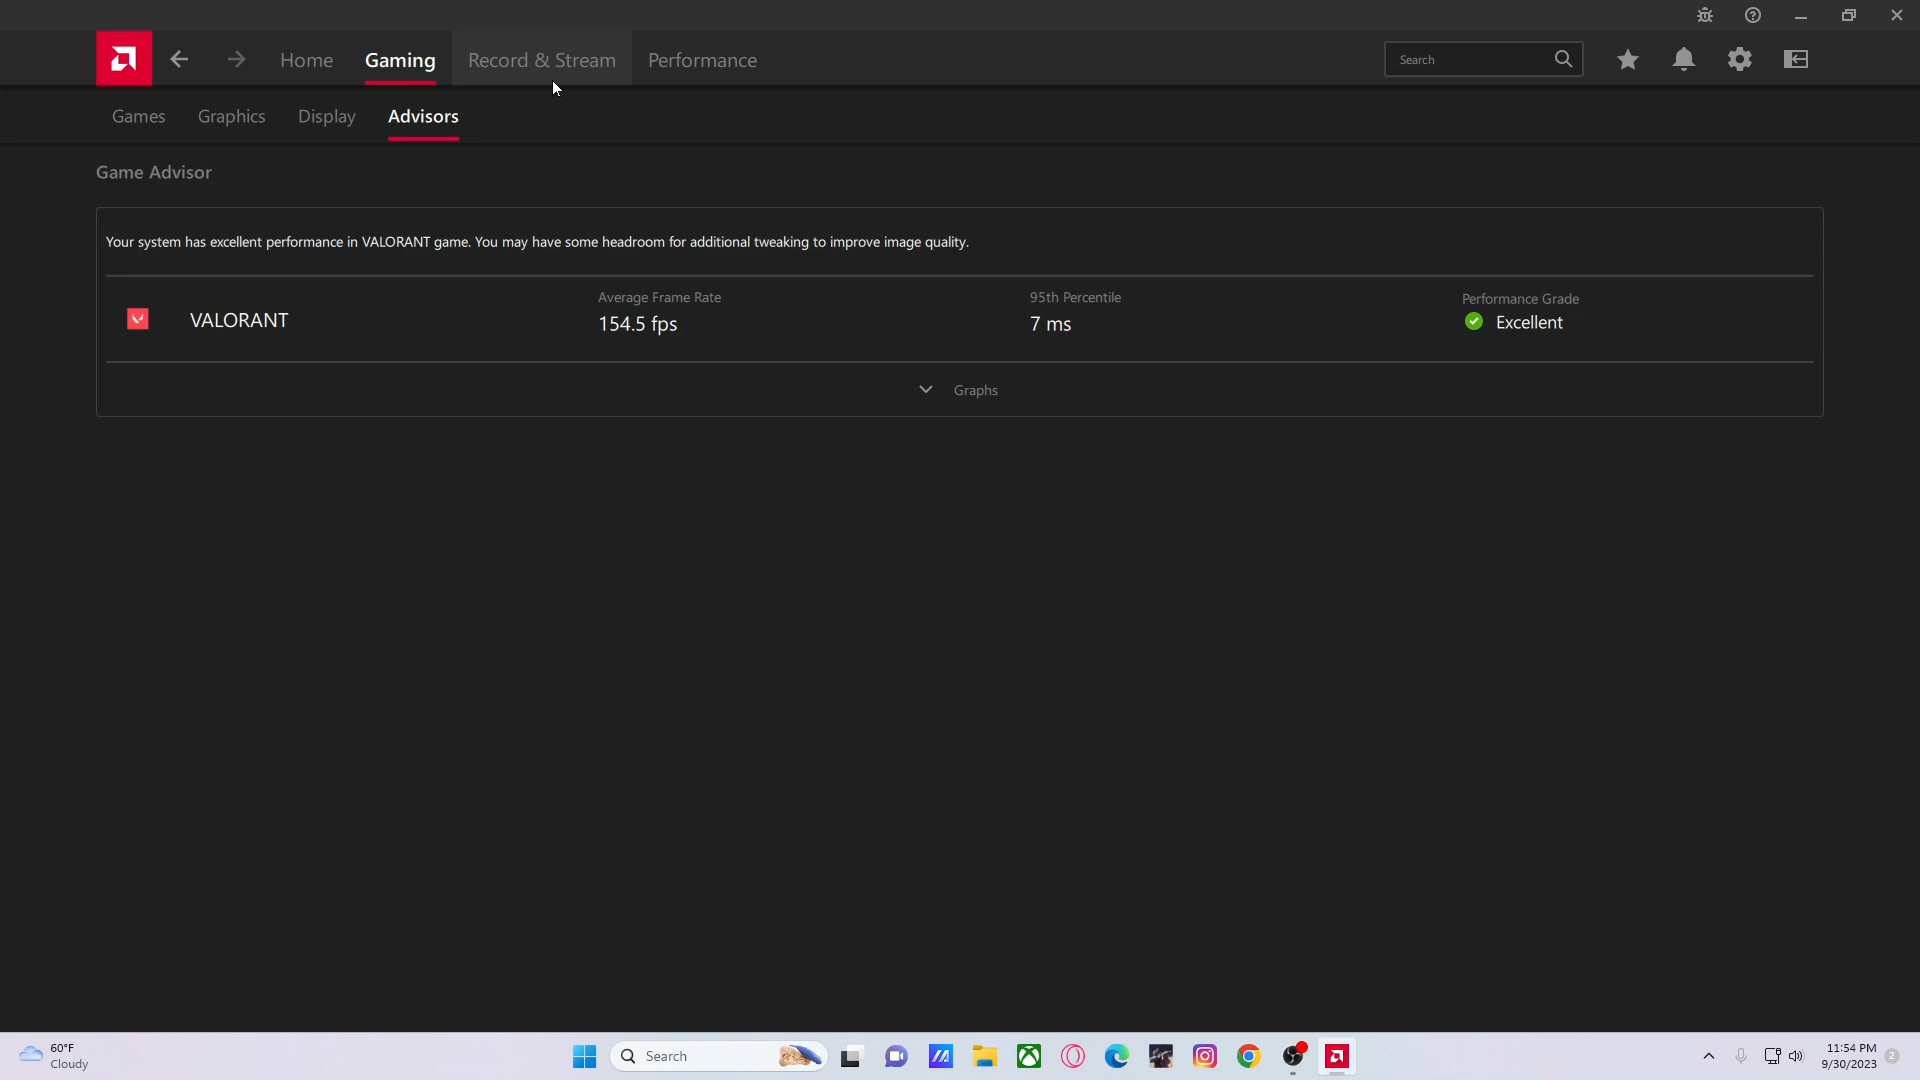 Home Gaming Record & Stream Performance Search
Games Graphics Display Advisors
Game Advisor
Your system has excellent performance in VALORANT game. You may have some headroom for additional tweaking to improve image quality.
VALORANT
Average Frame Rate
154.5 fps
95th Percentile
7 ms
Performance Grade
Excellent
Graphs
60°F
Cloudy
Search
11:54 PM
9/30/2023
2